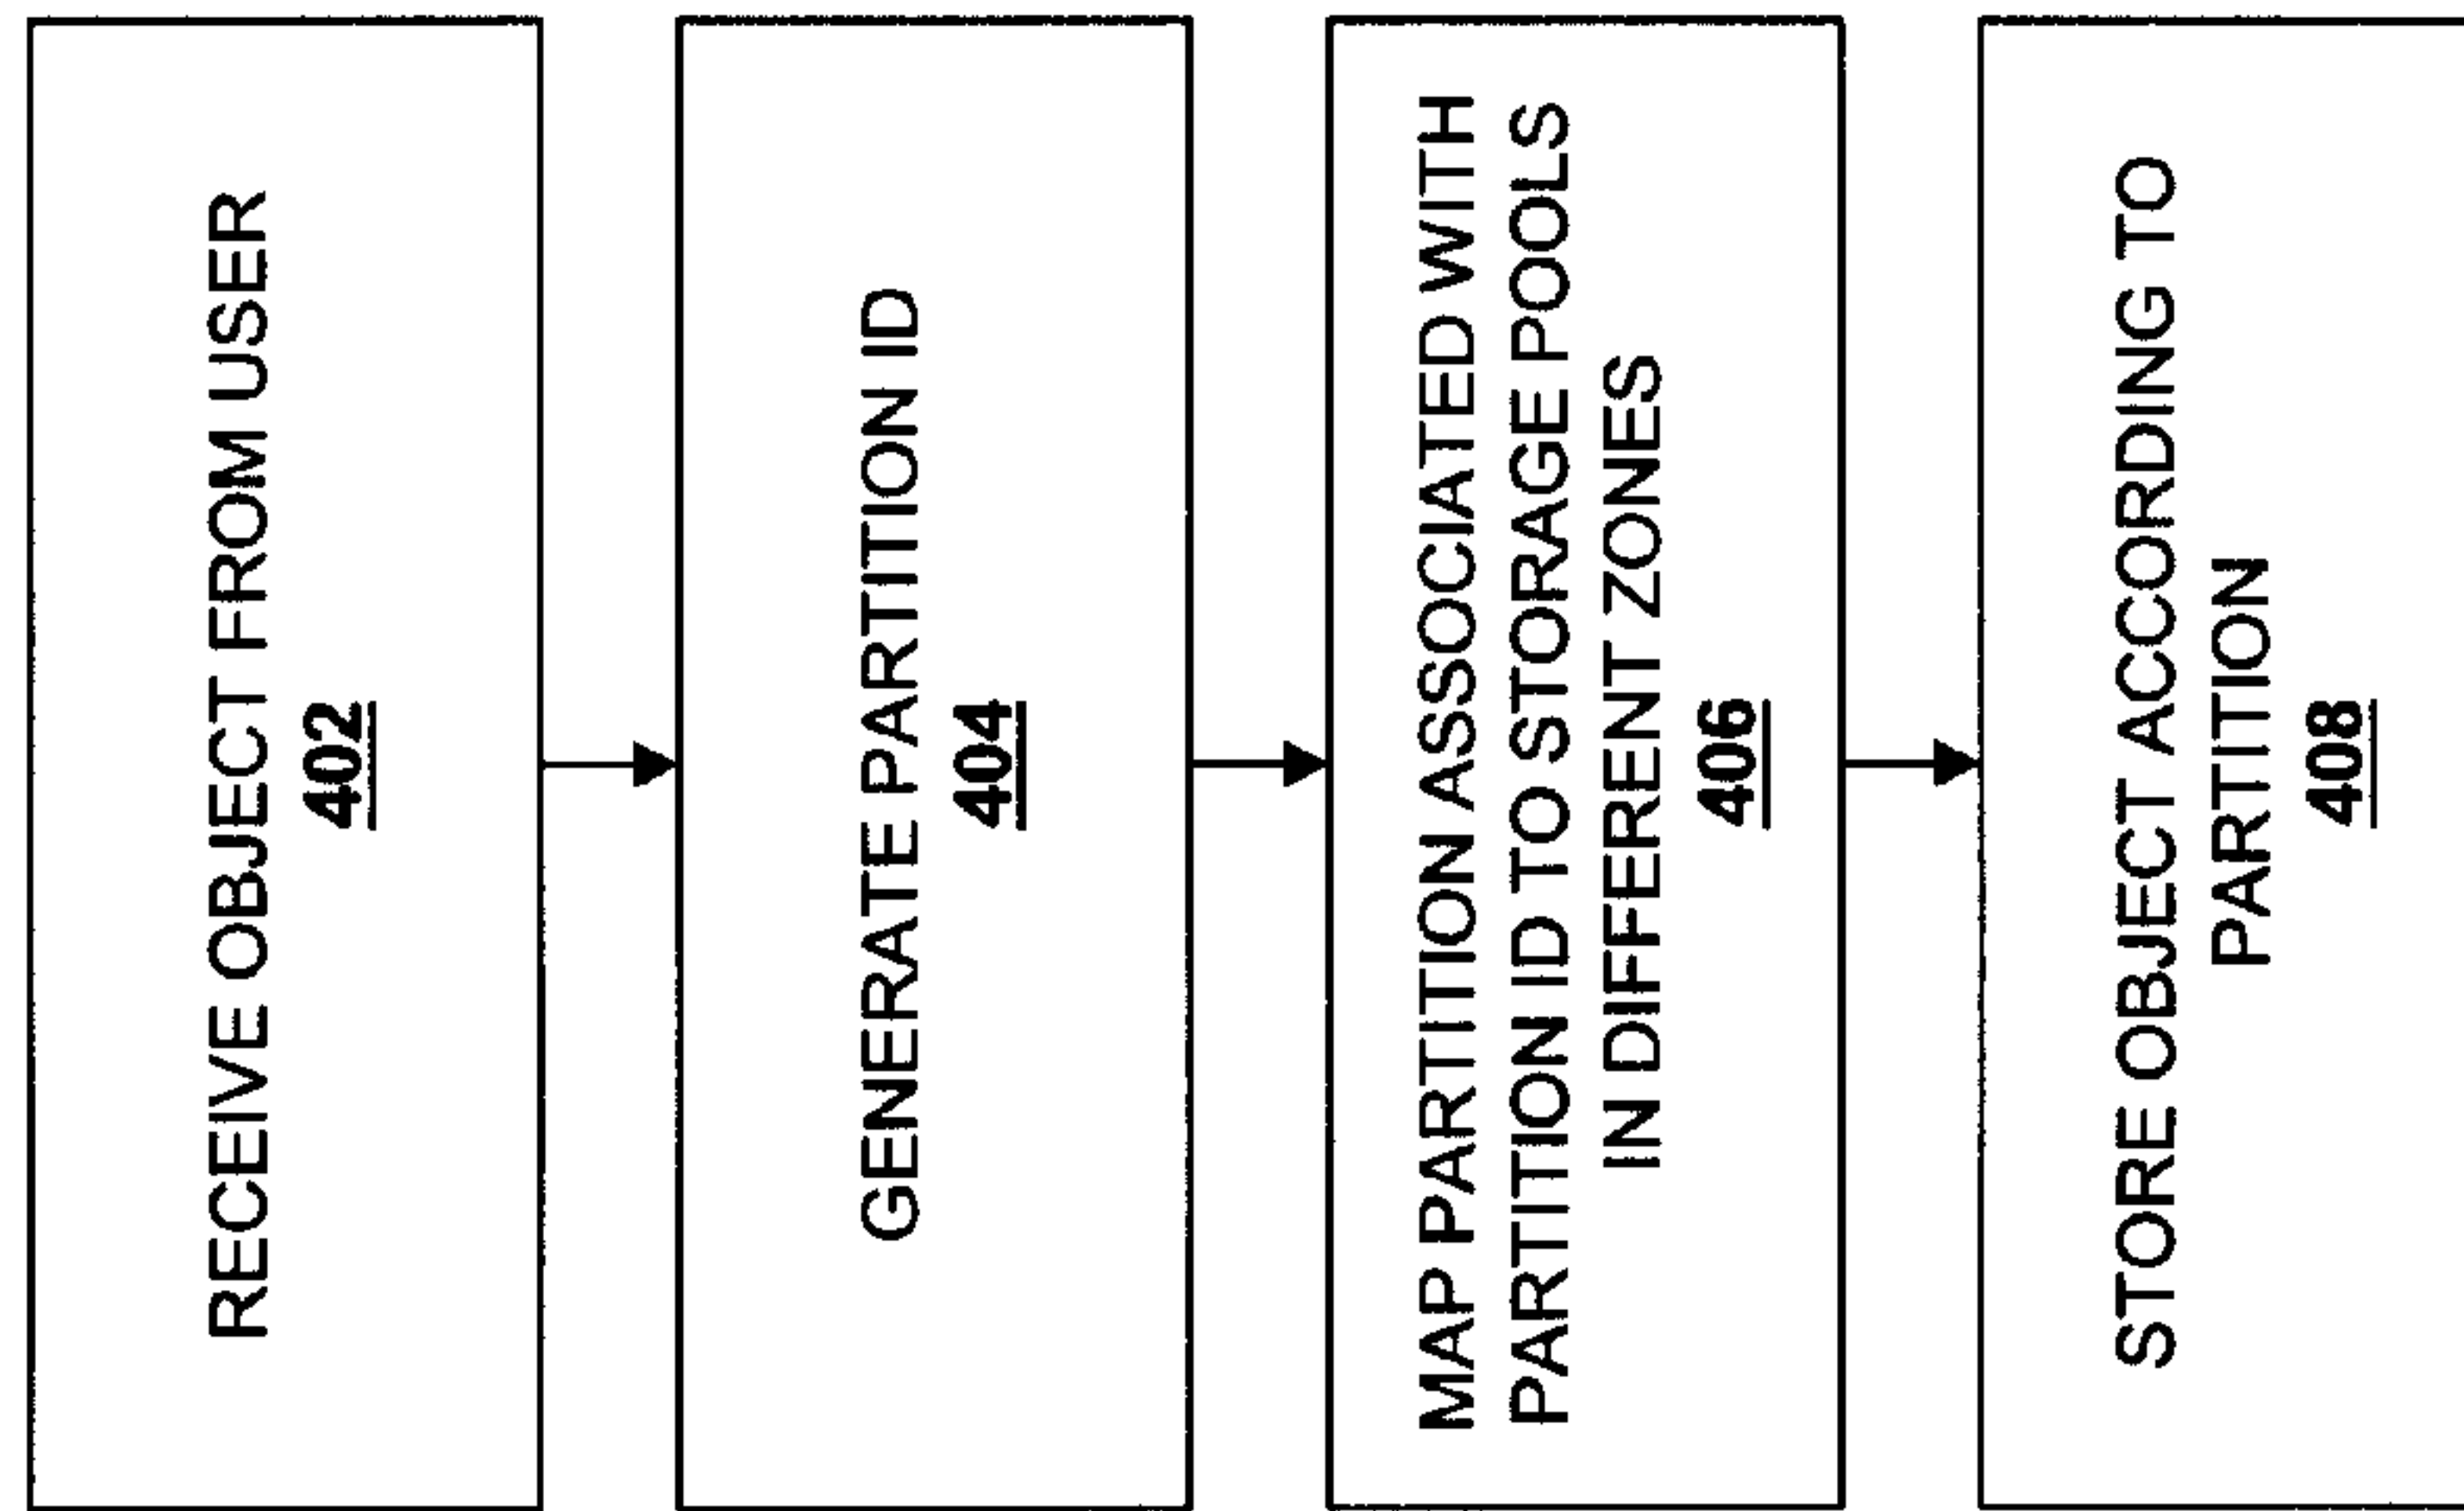 RECEIVE OBJECT FROM USER
402
GENERATE PARTITION ID
404
MAP PARTITION ASSOCIATED WITH
PARTITION ID TO STORAGE POOLS
IN DIFFERENT ZONES
406
STORE OBJECT ACCORDING TO
PARTITION
408